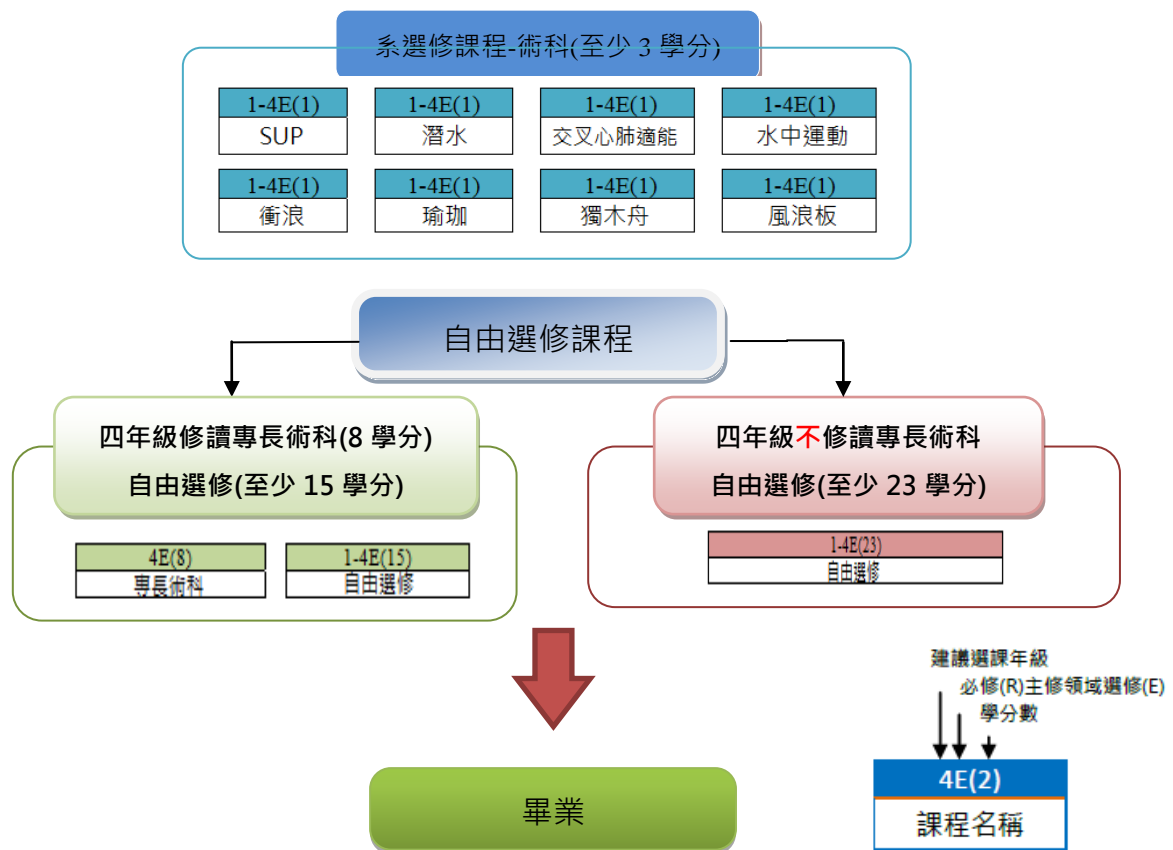 系選修課程-術科(至少 3 學分)
1-4E(1) 1-4E(1) 1-4E(1) 1-4E(1)
SUP 潛水 交叉心肺適能 水中運動
1-4E(1) 1-4E(1) 1-4E(1) 1-4E(1)
衝浪 瑜珈 獨木舟 風浪板
自由選修課程
四年級修讀專長術科(8 學分)
自由選修(至少 15 學分)
4E(8) 1-4E(15)
專長術科 自由選修
四年級不修讀專長術科
自由選修(至少 23 學分)
1-4E(23)
自由選修
建議選課年級
必修(R)主修領域選修(E)
學分數
4E(2)
課程名稱
畢業